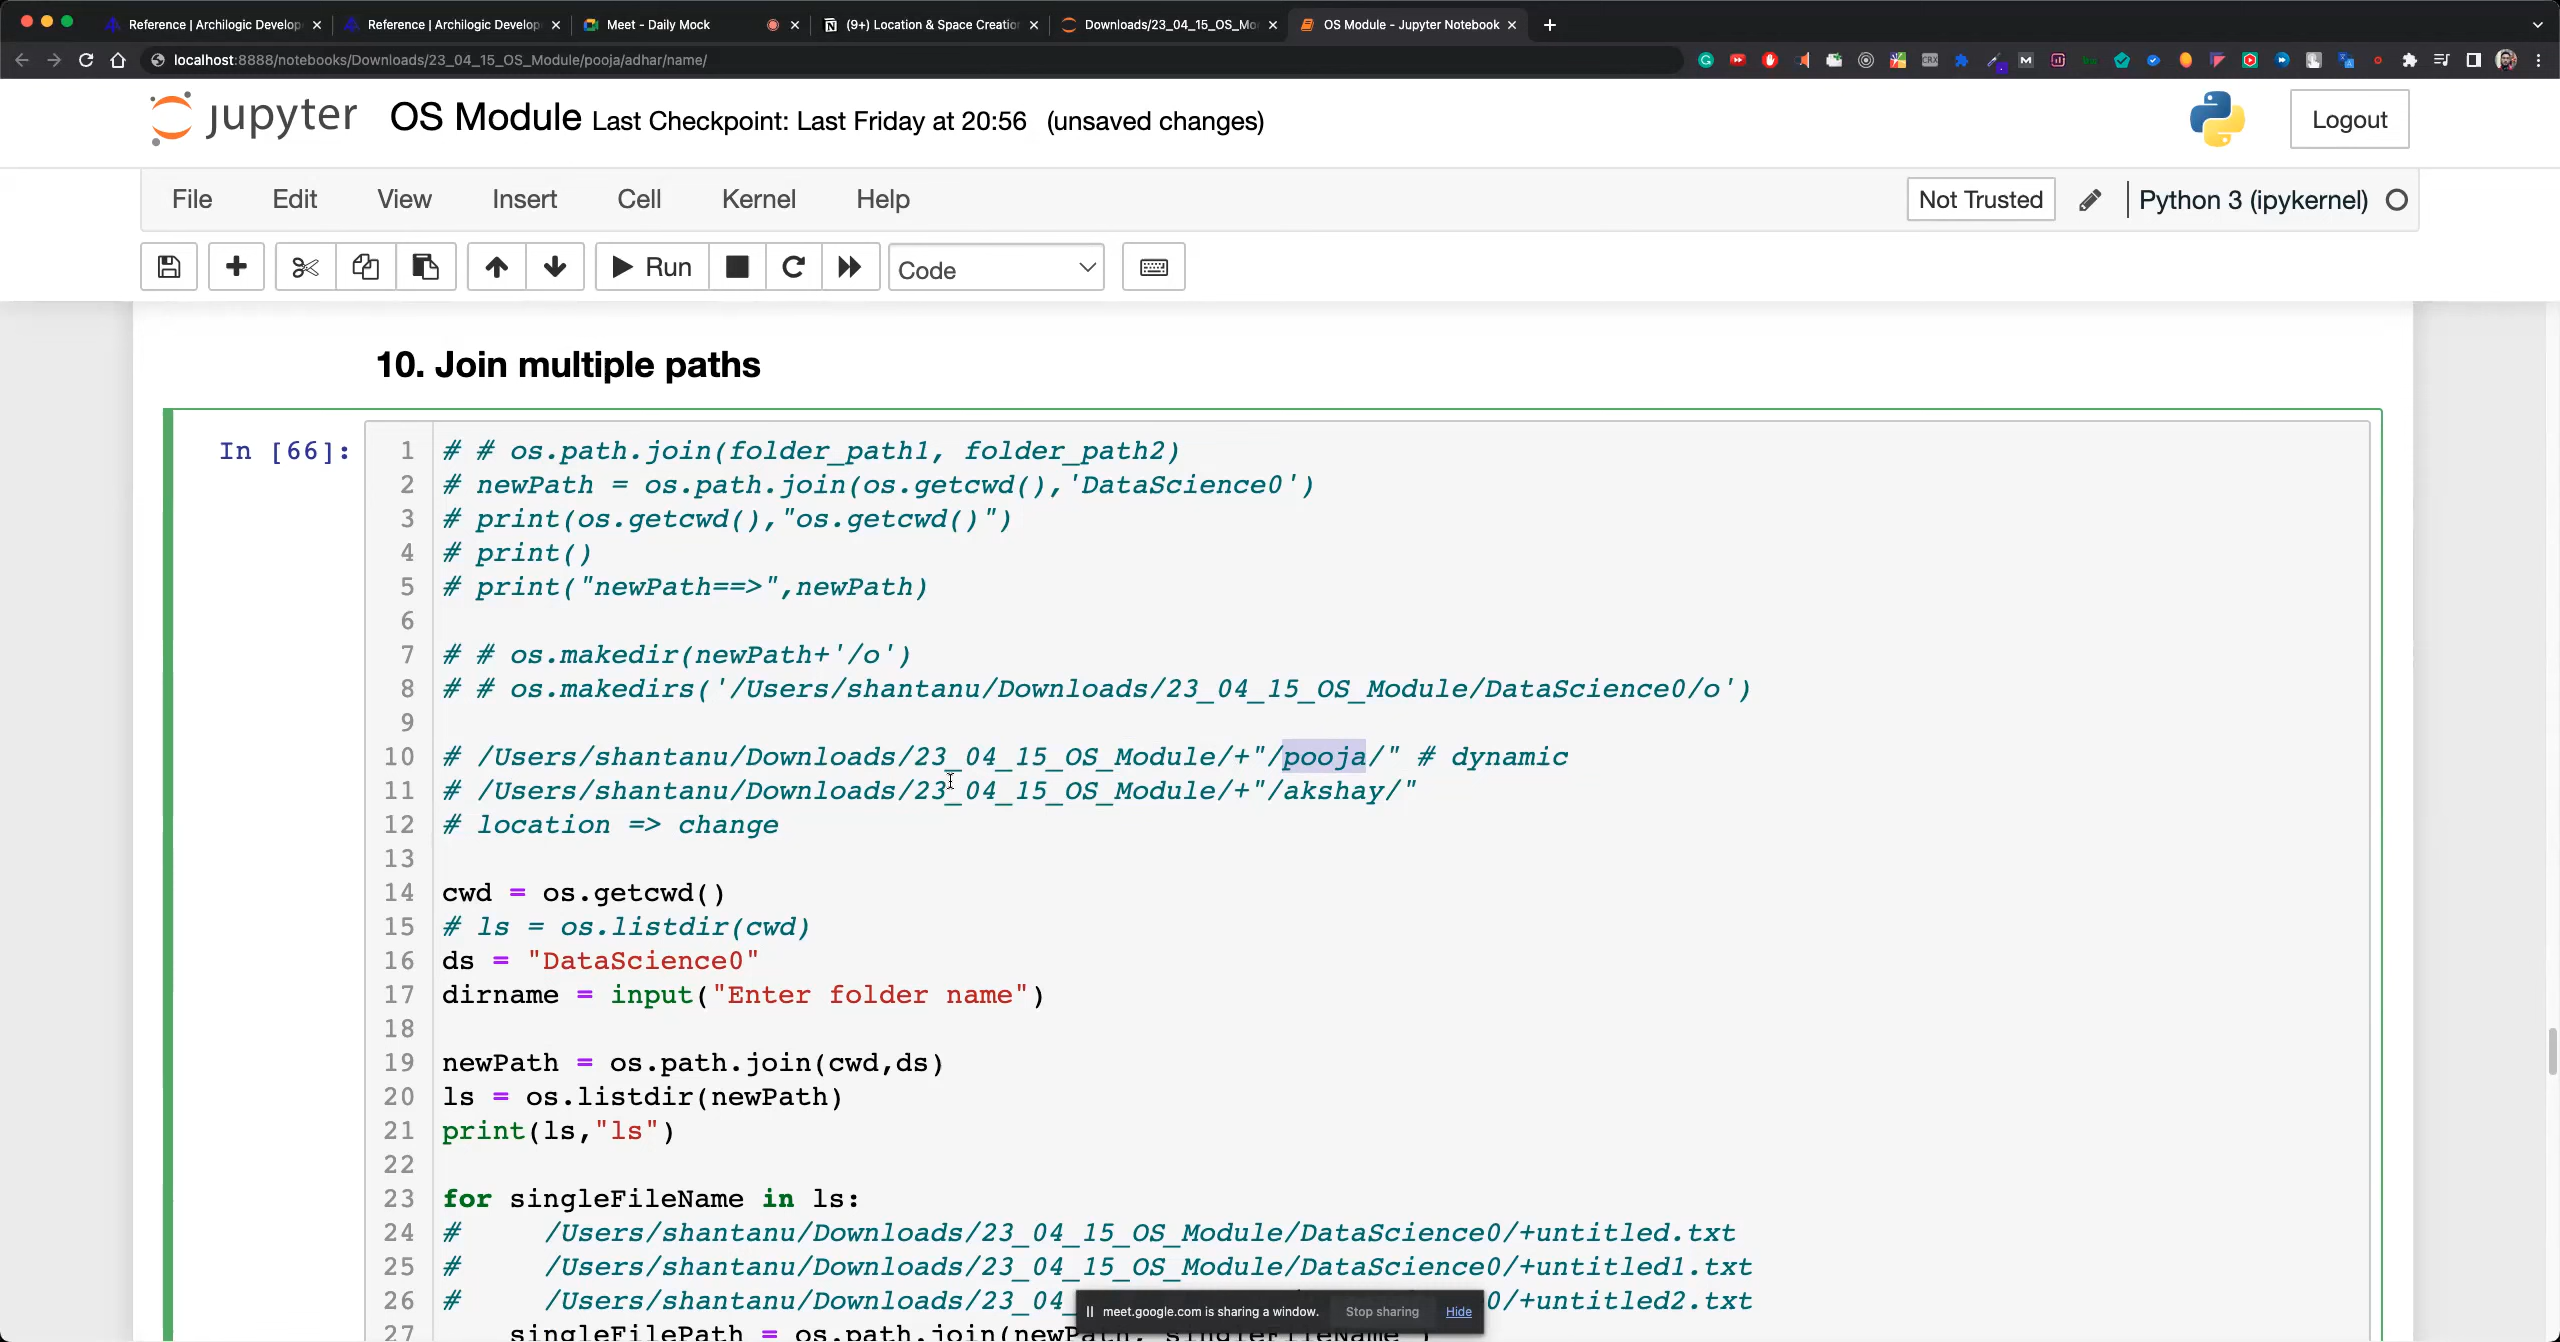 Reference | Archilogic Develop
Reference | Archilogic Develop
Meet - Daily Mock
(9+) Location & Space Creatio
Downloads/23_04_15_OS_Mo
OS Module - Jupyter Notebook
localhost:8888/notebooks/Downloads/23_04_15_OS_Module/pooja/adhar/name/
jupyter OS Module Last Checkpoint: Last Friday at 20:56 (unsaved changes)
Logout
File Edit View Insert Cell Kernel Help
Not Trusted
Python 3 (ipykernel)
Run
Code
10. Join multiple paths
In [66]:
1 # # os.path.join(folder_path1, folder_path2)
2 # newPath = os.path.join(os.getcwd(),'DataScience0')
3 # print(os.getcwd(),"os.getcwd()")
4 # print()
5 # print("newPath==>",newPath)
6
7 # # os.makedir(newPath+'/o')
8 # # os.makedirs('/Users/shantanu/Downloads/23_04_15_OS_Module/DataScience0/o')
9
10 # /Users/shantanu/Downloads/23_04_15_OS_Module/+"/pooja/" # dynamic
11 # /Users/shantanu/Downloads/23_04_15_OS_Module/+"/akshay/"
12 # location => change
13
14 cwd = os.getcwd()
15 # ls = os.listdir(cwd)
16 ds = "DataScience0"
17 dirname = input("Enter folder name")
18
19 newPath = os.path.join(cwd,ds)
20 ls = os.listdir(newPath)
21 print(ls,"ls")
22
23 for singleFileName in ls:
24 #     /Users/shantanu/Downloads/23_04_15_OS_Module/DataScience0/+untitled.txt
25 #     /Users/shantanu/Downloads/23_04_15_OS_Module/DataScience0/+untitled1.txt
26 #     /Users/shantanu/Downloads/23_04_ 0/+untitled2.txt
meet.google.com is sharing a window. Stop sharing Hide
27     singleFilePath = os.path.join(newPath, singleFileName )